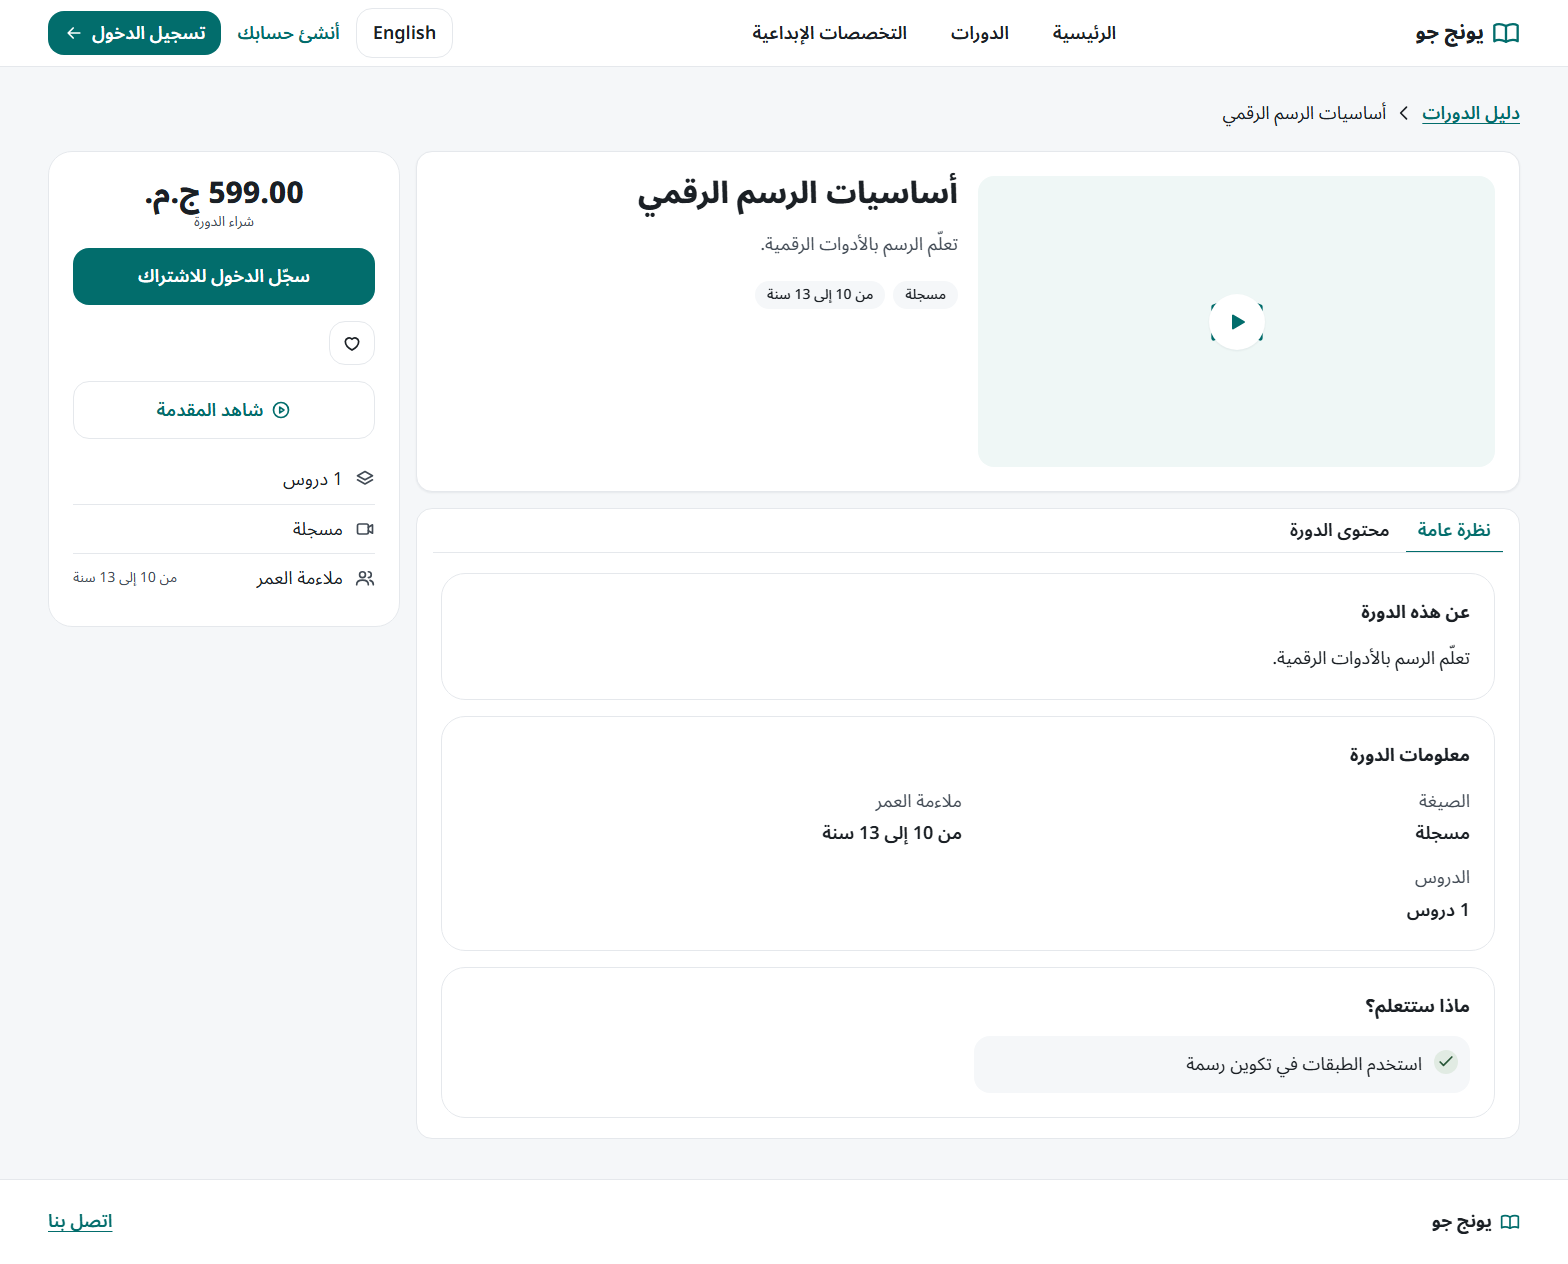 يونج جو
الرئيسية
الدورات
التخصصات الإبداعية
English
أنشئ حسابك
تسجيل الدخول
دليل الدورات
أساسيات الرسم الرقمي
أساسيات الرسم الرقمي
تعلّم الرسم بالأدوات الرقمية.
مسجلة
من 10 إلى 13 سنة
599.00 ج.م.
شراء الدورة
سجّل الدخول للاشتراك
شاهد المقدمة
1 دروس
مسجلة
ملاءمة العمر
من 10 إلى 13 سنة
نظرة عامة
محتوى الدورة
عن هذه الدورة
تعلّم الرسم بالأدوات الرقمية.
معلومات الدورة
الصيغة
مسجلة
ملاءمة العمر
من 10 إلى 13 سنة
الدروس
1 دروس
ماذا ستتعلم؟
استخدم الطبقات في تكوين رسمة
يونج جو
اتصل بنا